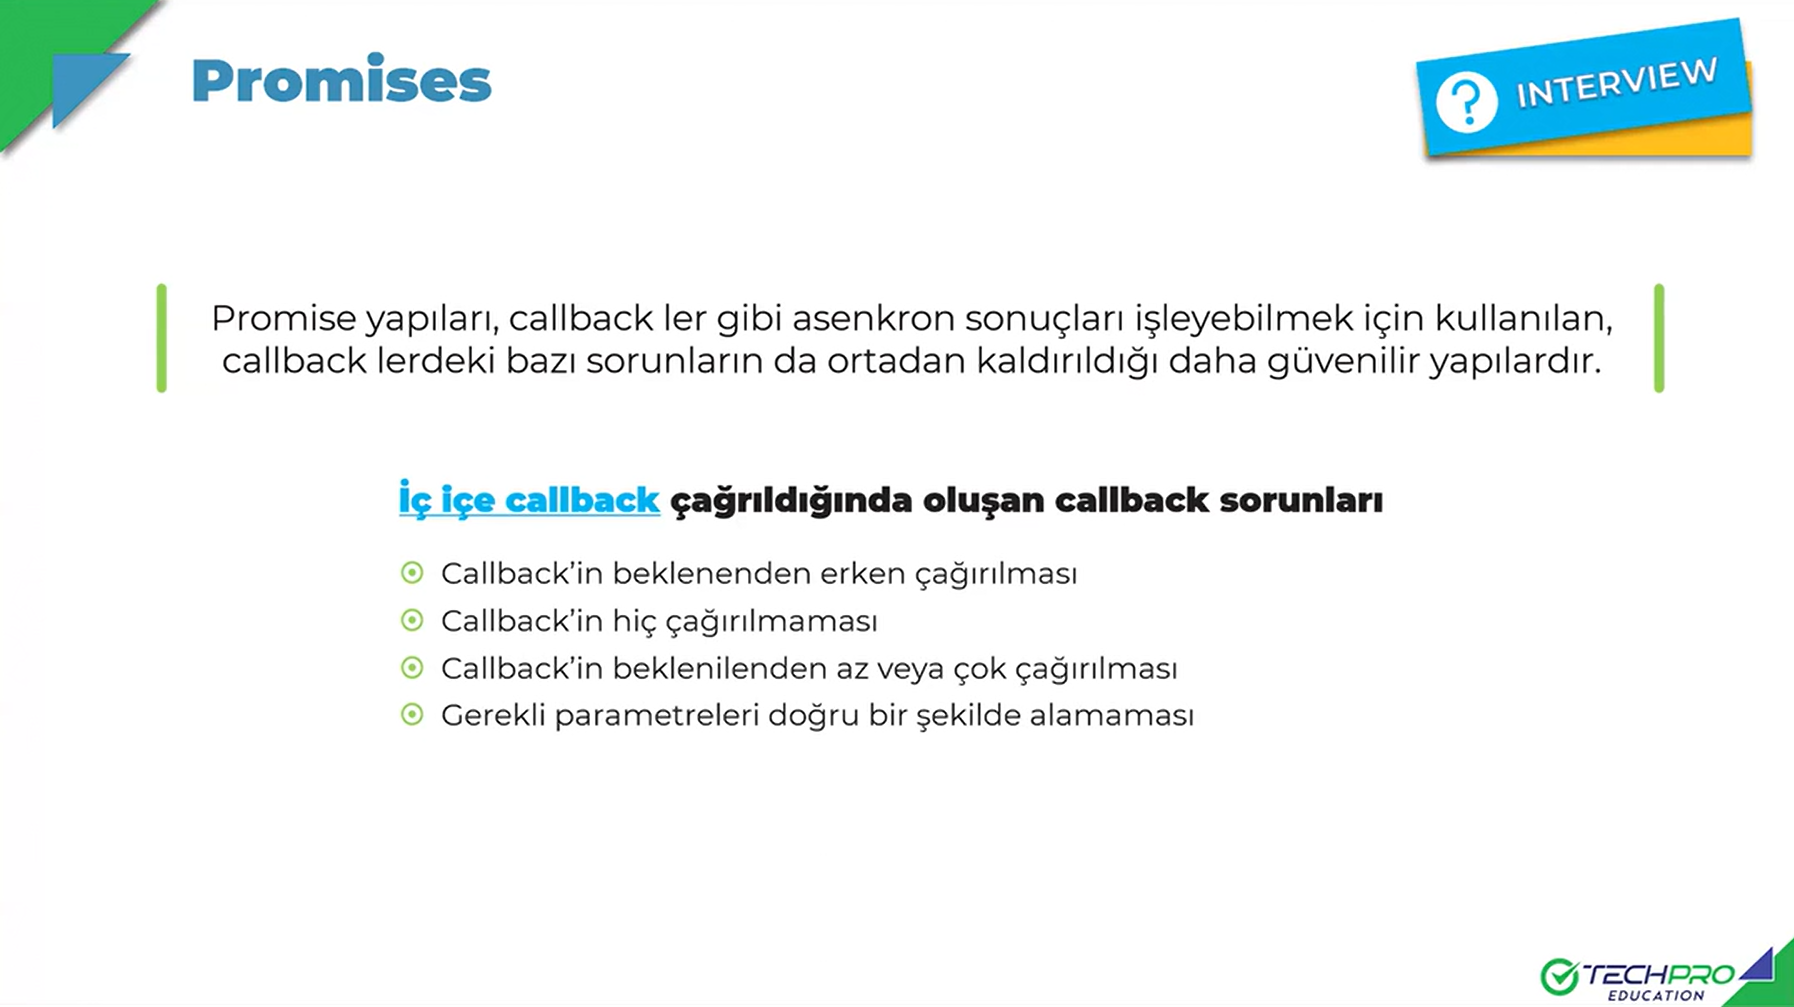 Promises
? INTERVIEW
Promise yapıları, callback ler gibi asenkron sonuçları işleyebilmek için kullanılan,
callback lerdeki bazı sorunların da ortadan kaldırıldığı daha güvenilir yapılardır.
İç içe callback çağrıldığında oluşan callback sorunları
Callback’in beklenenden erken çağırılması
Callback’in hiç çağırılmaması
Callback’in beklenilenden az veya çok çağırılması
Gerekli parametreleri doğru bir şekilde alamaması
TECHPRO
EDUCATION